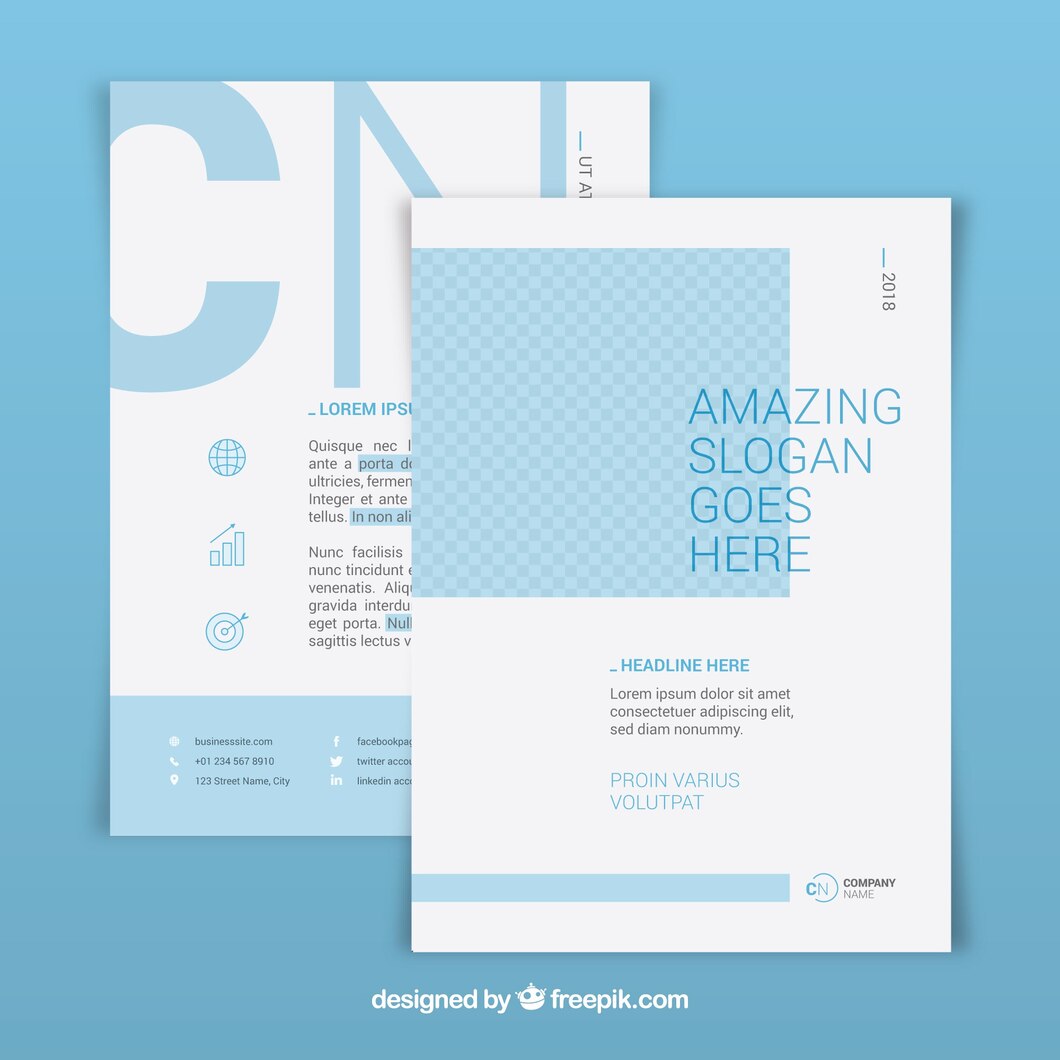 CN
UT AT
_ LOREM IPSU
Quisque nec l
ante a porta do
ultricies, fermen
Integer et ante
tellus. In non ali
Nunc facilisis
nunc tincidunt e
venenatis. Aliq
gravida interdu
eget porta. Null
sagittis lectus v
businesssite.com
+01 234 567 8910
123 Street Name, City
facebookpag
twitter accou
linkedin acco
2018
AMAZING
SLOGAN
GOES
HERE
_ HEADLINE HERE
Lorem ipsum dolor sit amet
consectetuer adipiscing elit,
sed diam nonummy.
PROIN VARIUS
VOLUTPAT
CN
COMPANY
NAME
designed by freepik.com